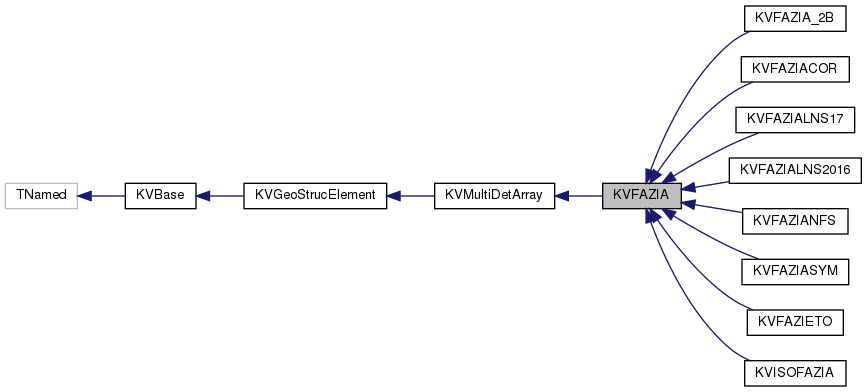 KVFAZIA_2B
KVFAZIACOR
KVFAZIALNS17
KVFAZIALNS2016
TNamed
KVBase
KVGeoStrucElement
KVMultiDetArray
KVFAZIA
KVFAZIANFS
KVFAZIASYM
KVFAZIETO
KVISOFAZIA